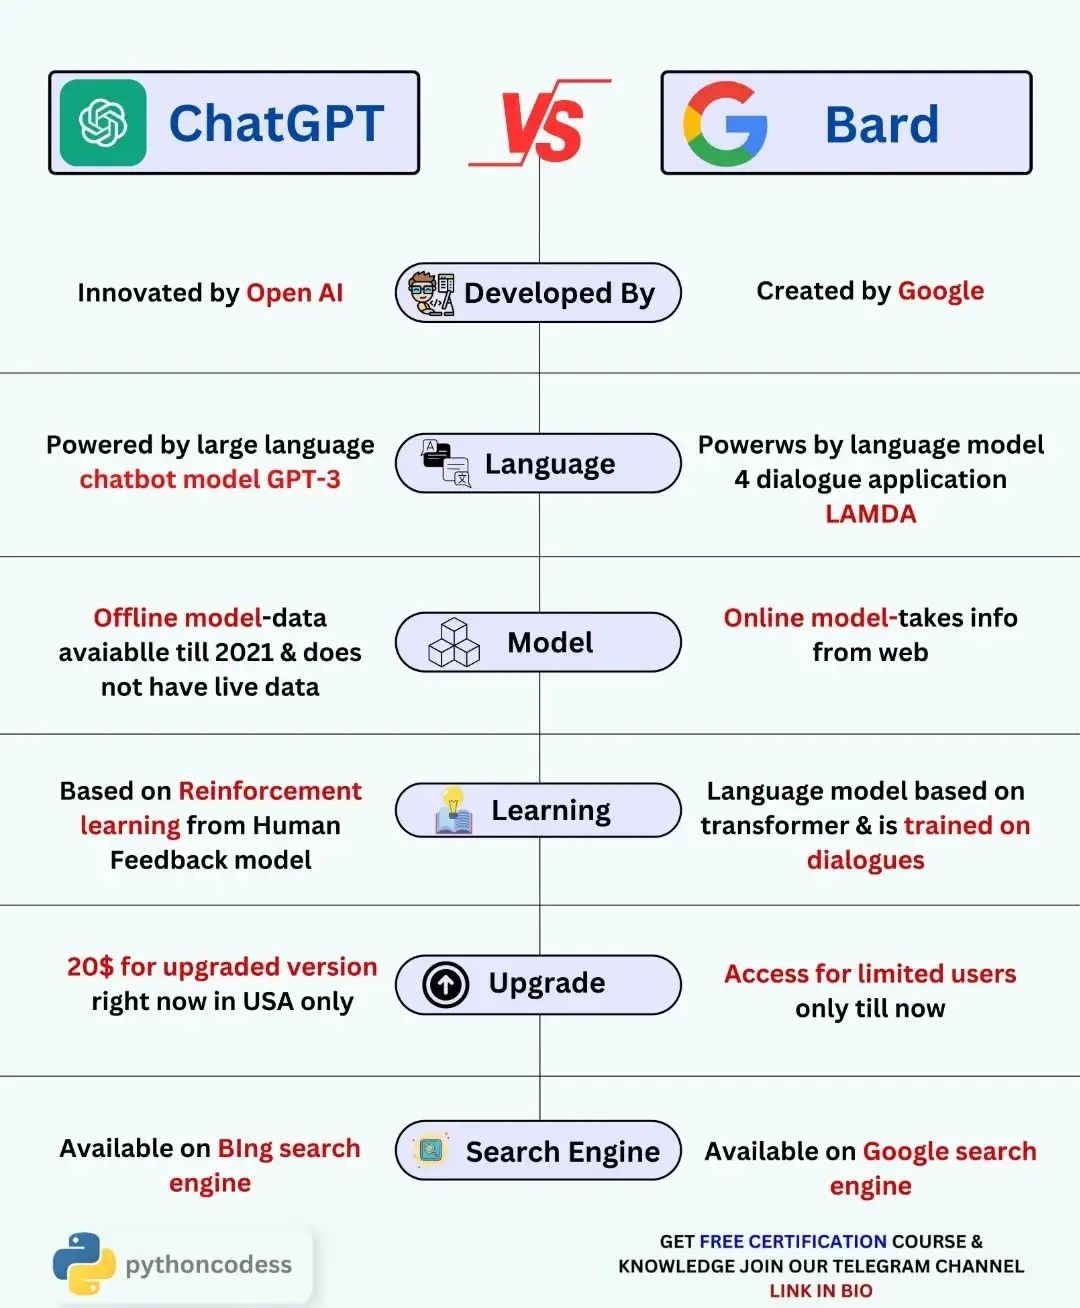 ChatGPT
VS
Bard
Innovated by Open AI
Developed By
Created by Google
Powered by large language
chatbot model GPT-3
Language
Powerws by language model
4 dialogue application
LAMDA
Offline model-data
avaiablle till 2021 & does
not have live data
Model
Online model-takes info
from web
Based on Reinforcement
learning from Human
Feedback model
Learning
Language model based on
transformer & is trained on
dialogues
20$ for upgraded version
right now in USA only
Upgrade
Access for limited users
only till now
Available on BIng search
engine
Search Engine
Available on Google search
engine
pythoncodess
GET FREE CERTIFICATION COURSE &
KNOWLEDGE JOIN OUR TELEGRAM CHANNEL
LINK IN BIO